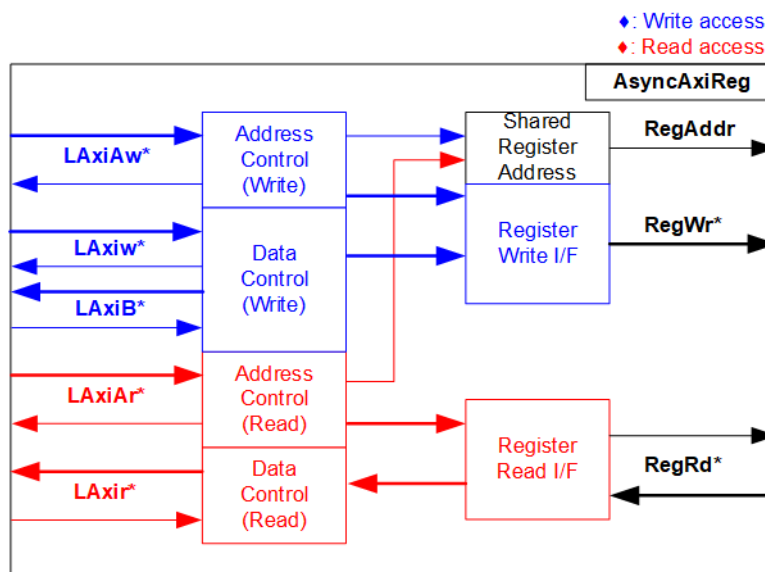 ♦: Write access
♦: Read access
AsyncAxiReg
LAxiAw*
Address
Control
(Write)
Shared
Register
Address
RegAddr
LAxiw*
LAxiB*
Data
Control
(Write)
Register
Write I/F
RegWr*
LAxiAr*
Address
Control
(Read)
LAxir*
Data
Control
(Read)
Register
Read I/F
RegRd*